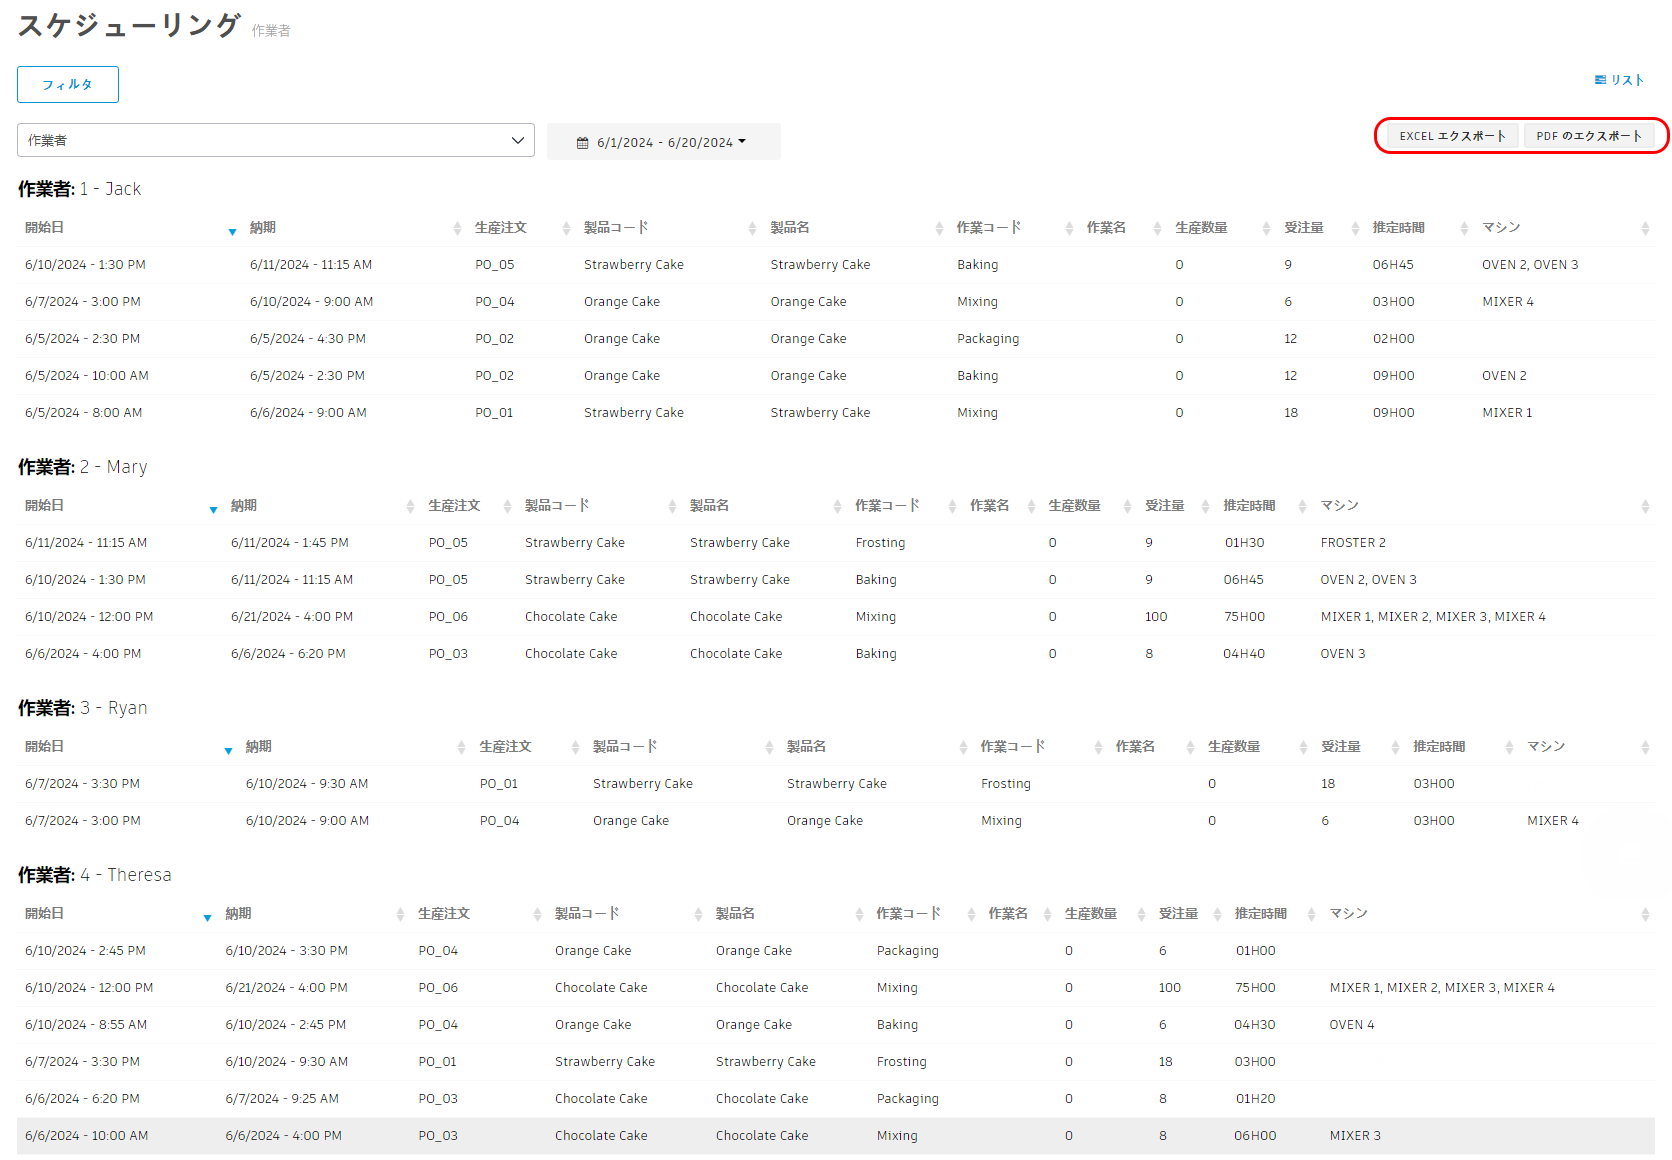 スケジューリング 作業者
フィルタ
リスト
作業者
6/1/2024 - 6/20/2024
EXCEL エクスポート PDF のエクスポート
作業者: 1 - Jack
開始日 納期 生産注文 製品コード 製品名 作業コード 作業名 生産数量 受注量 推定時間 マシン
6/10/2024 - 1:30 PM 6/11/2024 - 11:15 AM PO_05 Strawberry Cake Strawberry Cake Baking 0 9 06H45 OVEN 2, OVEN 3
6/7/2024 - 3:00 PM 6/10/2024 - 9:00 AM PO_04 Orange Cake Orange Cake Mixing 0 6 03H00 MIXER 4
6/5/2024 - 2:30 PM 6/5/2024 - 4:30 PM PO_02 Orange Cake Orange Cake Packaging 0 12 02H00
6/5/2024 - 10:00 AM 6/5/2024 - 2:30 PM PO_02 Orange Cake Orange Cake Baking 0 12 09H00 OVEN 2
6/5/2024 - 8:00 AM 6/6/2024 - 9:00 AM PO_01 Strawberry Cake Strawberry Cake Mixing 0 18 09H00 MIXER 1
作業者: 2 - Mary
開始日 納期 生産注文 製品コード 製品名 作業コード 作業名 生産数量 受注量 推定時間 マシン
6/11/2024 - 11:15 AM 6/11/2024 - 1:45 PM PO_05 Strawberry Cake Strawberry Cake Frosting 0 9 01H30 FROSTER 2
6/10/2024 - 1:30 PM 6/11/2024 - 11:15 AM PO_05 Strawberry Cake Strawberry Cake Baking 0 9 06H45 OVEN 2, OVEN 3
6/10/2024 - 12:00 PM 6/21/2024 - 4:00 PM PO_06 Chocolate Cake Chocolate Cake Mixing 0 100 75H00 MIXER 1, MIXER 2, MIXER 3, MIXER 4
6/6/2024 - 4:00 PM 6/6/2024 - 6:20 PM PO_03 Chocolate Cake Chocolate Cake Baking 0 8 04H40 OVEN 3
作業者: 3 - Ryan
開始日 納期 生産注文 製品コード 製品名 作業コード 作業名 生産数量 受注量 推定時間 マシン
6/7/2024 - 3:30 PM 6/10/2024 - 9:30 AM PO_01 Strawberry Cake Strawberry Cake Frosting 0 18 03H00
6/7/2024 - 3:00 PM 6/10/2024 - 9:00 AM PO_04 Orange Cake Orange Cake Mixing 0 6 03H00 MIXER 4
作業者: 4 - Theresa
開始日 納期 生産注文 製品コード 製品名 作業コード 作業名 生産数量 受注量 推定時間 マシン
6/10/2024 - 2:45 PM 6/10/2024 - 3:30 PM PO_04 Orange Cake Orange Cake Packaging 0 6 01H00
6/10/2024 - 12:00 PM 6/21/2024 - 4:00 PM PO_06 Chocolate Cake Chocolate Cake Mixing 0 100 75H00 MIXER 1, MIXER 2, MIXER 3, MIXER 4
6/10/2024 - 8:55 AM 6/10/2024 - 2:45 PM PO_04 Orange Cake Orange Cake Baking 0 6 04H30 OVEN 4
6/7/2024 - 3:30 PM 6/10/2024 - 9:30 AM PO_01 Strawberry Cake Strawberry Cake Frosting 0 18 03H00
6/6/2024 - 6:20 PM 6/7/2024 - 9:25 AM PO_03 Chocolate Cake Chocolate Cake Packaging 0 8 01H20
6/6/2024 - 10:00 AM 6/6/2024 - 4:00 PM PO_03 Chocolate Cake Chocolate Cake Mixing 0 8 06H00 MIXER 3